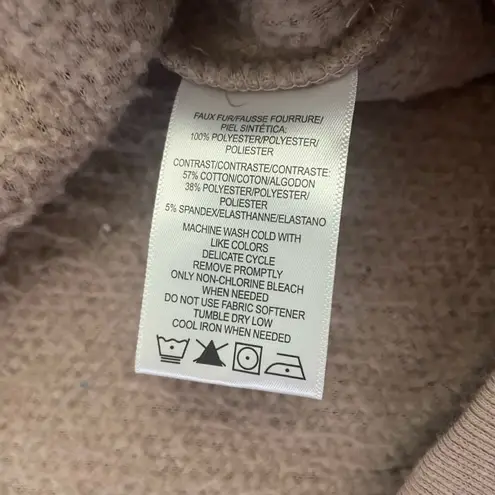 FAUX FUR/FAUSSE FOURRURE/
PIEL SINTÉTICA:
100% POLYESTER/POLYESTER/
POLIESTER
CONTRAST/CONTRASTE/CONTRASTE:
57% COTTON/COTON/ALGODON
38% POLYESTER/POLYESTER/
POLIESTER
5% SPANDEX/ELASTHANNE/ELASTANO
MACHINE WASH COLD WITH
LIKE COLORS
DELICATE CYCLE
REMOVE PROMPTLY
ONLY NON-CHLORINE BLEACH
WHEN NEEDED
DO NOT USE FABRIC SOFTENER
TUMBLE DRY LOW
COOL IRON WHEN NEEDED